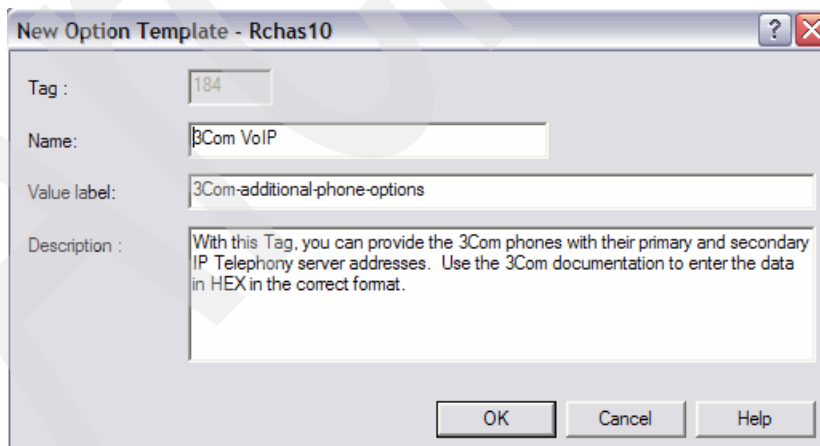 New Option Template - Rchas10
Tag :
184
Name:
3Com VoIP
Value label:
3Com-additional-phone-options
Description :
With this Tag, you can provide the 3Com phones with their primary and secondary
IP Telephony server addresses.  Use the 3Com documentation to enter the data
in HEX in the correct format.
OK
Cancel
Help